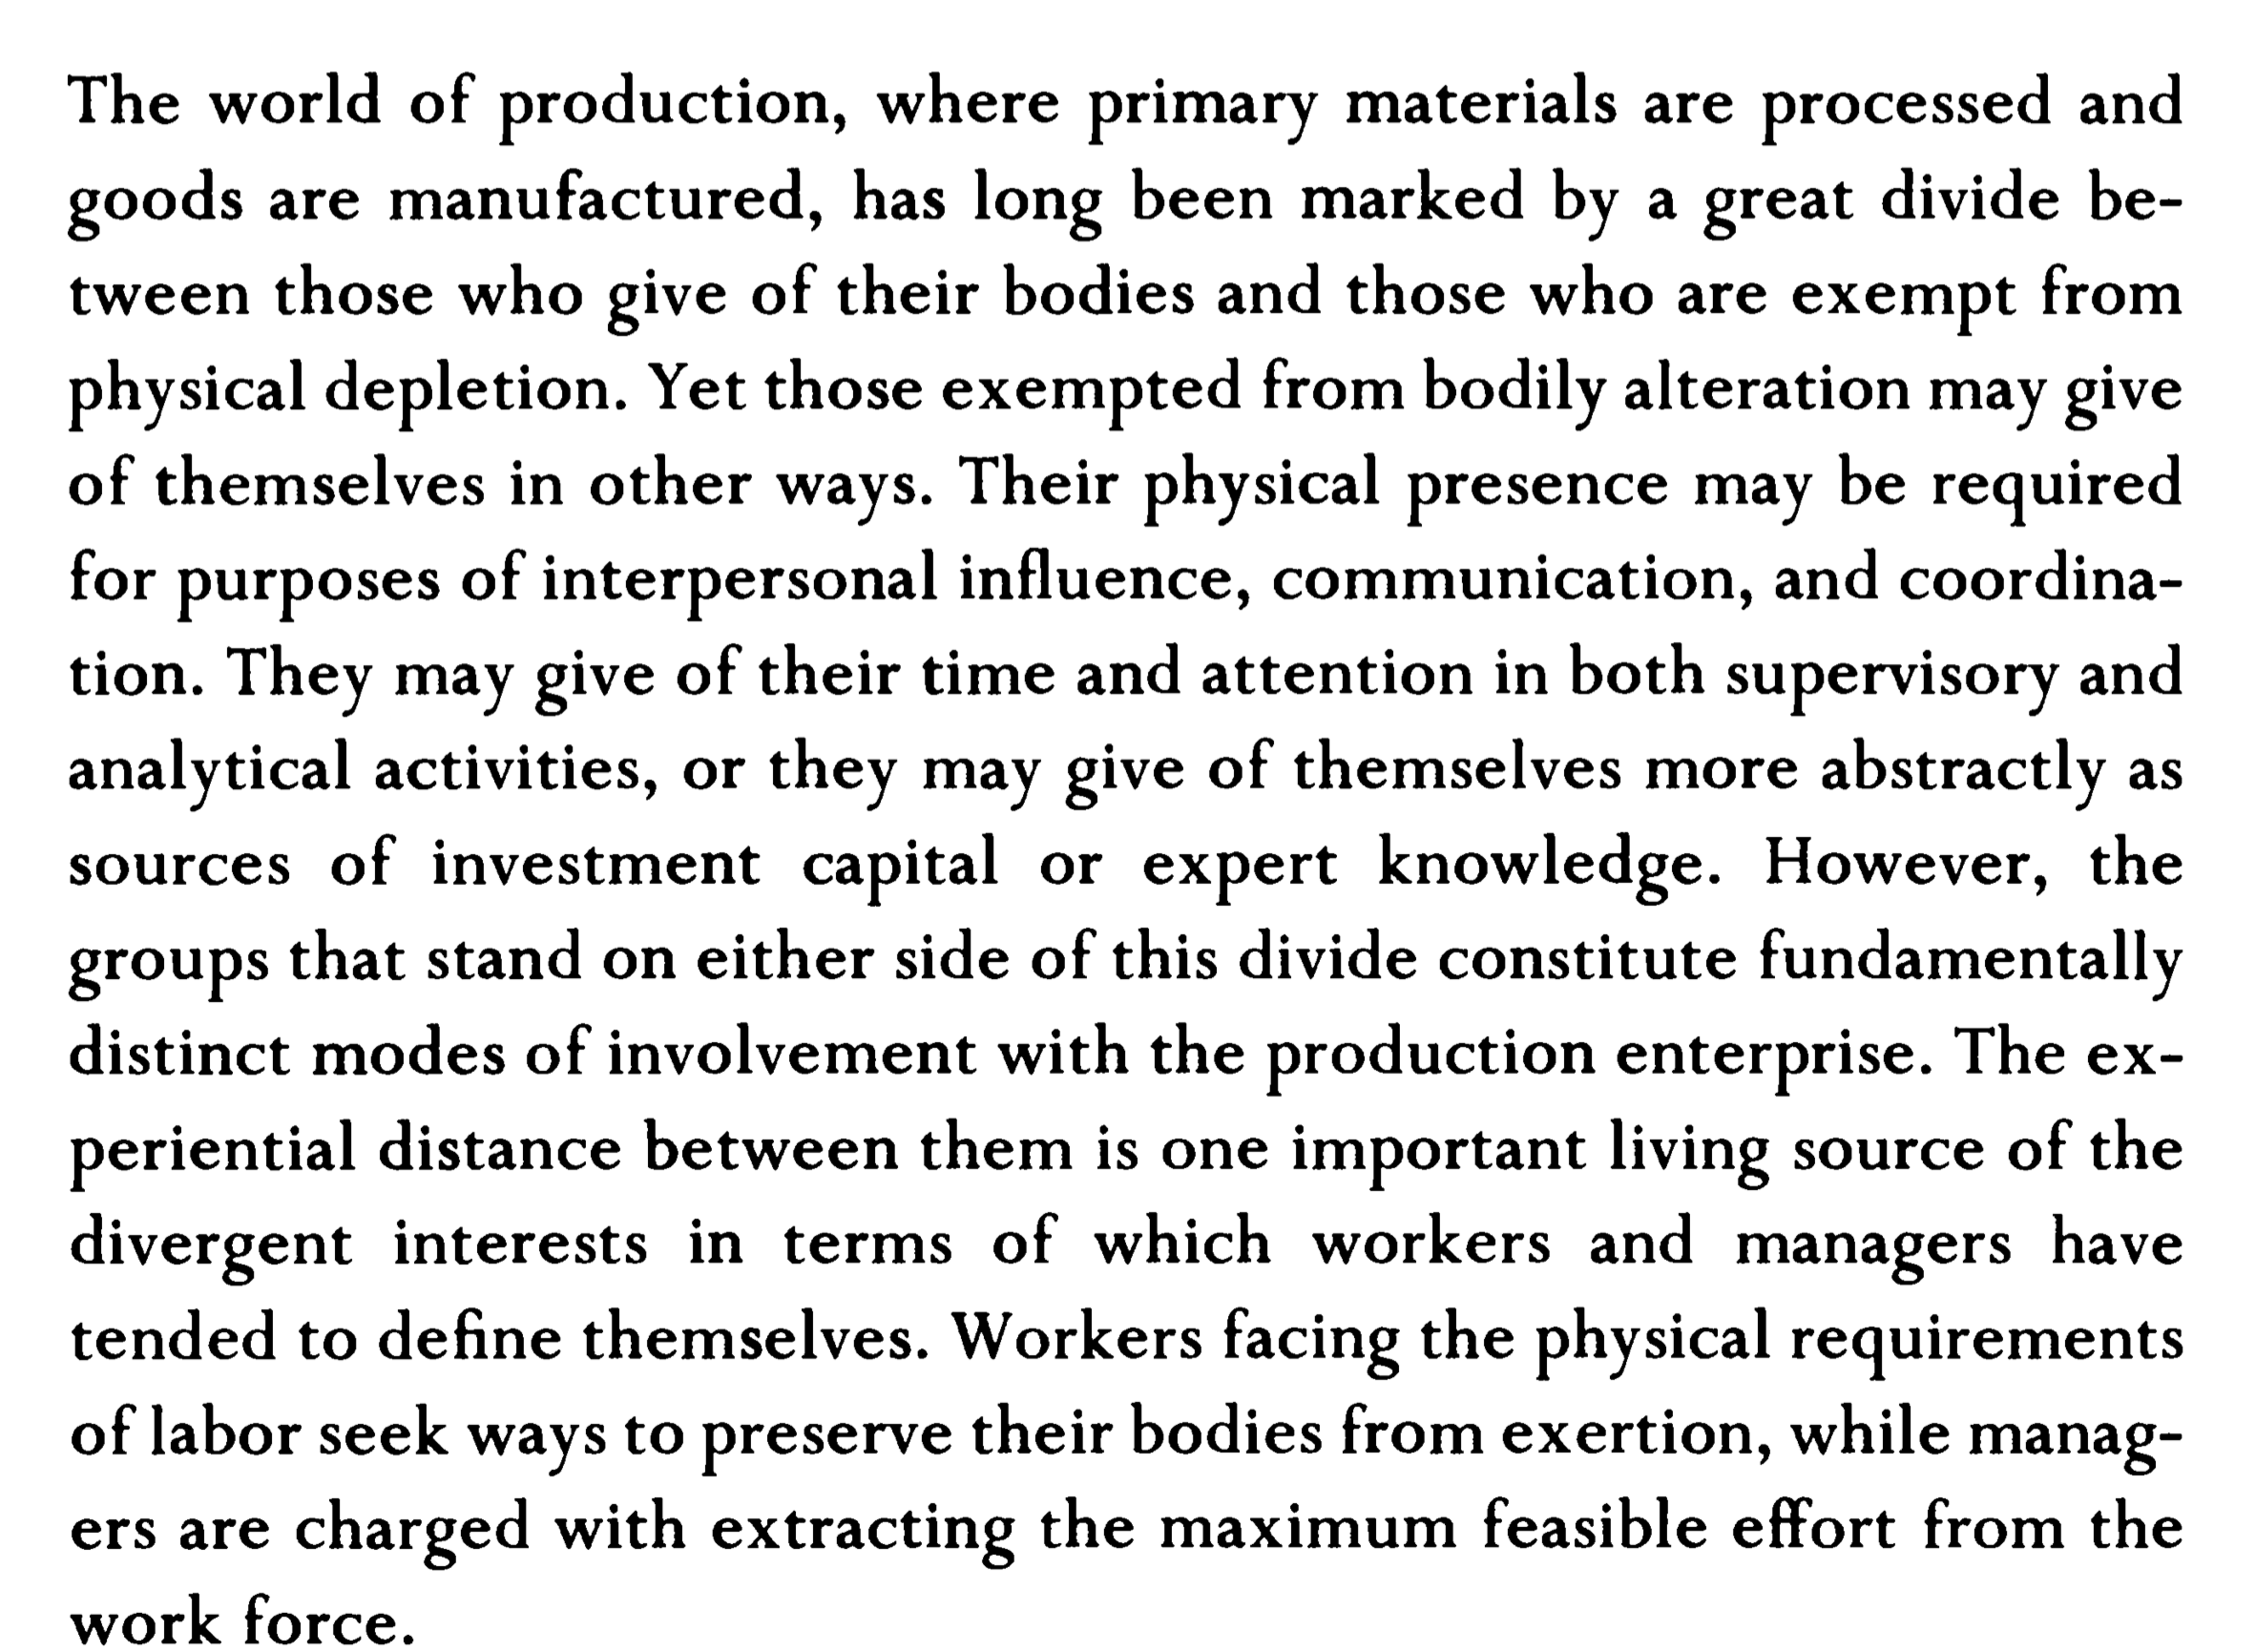 The world of production, where primary materials are processed and
goods are manufactured, has long been marked by a great divide be-
tween those who give of their bodies and those who are exempt from
physical depletion. Yet those exempted from bodily alteration may give
of themselves in other ways. Their physical presence may be required
for purposes of interpersonal influence, communication, and coordina-
tion. They may give of their time and attention in both supervisory and
analytical activities, or they may give of themselves more abstractly as
sources of investment capital or expert knowledge. However, the
groups that stand on either side of this divide constitute fundamentally
distinct modes of involvement with the production enterprise. The ex-
periential distance between them is one important living source of the
divergent interests in terms of which workers and managers have
tended to define themselves. Workers facing the physical requirements
of labor seek ways to preserve their bodies from exertion, while manag-
ers are charged with extracting the maximum feasible effort from the
work force.